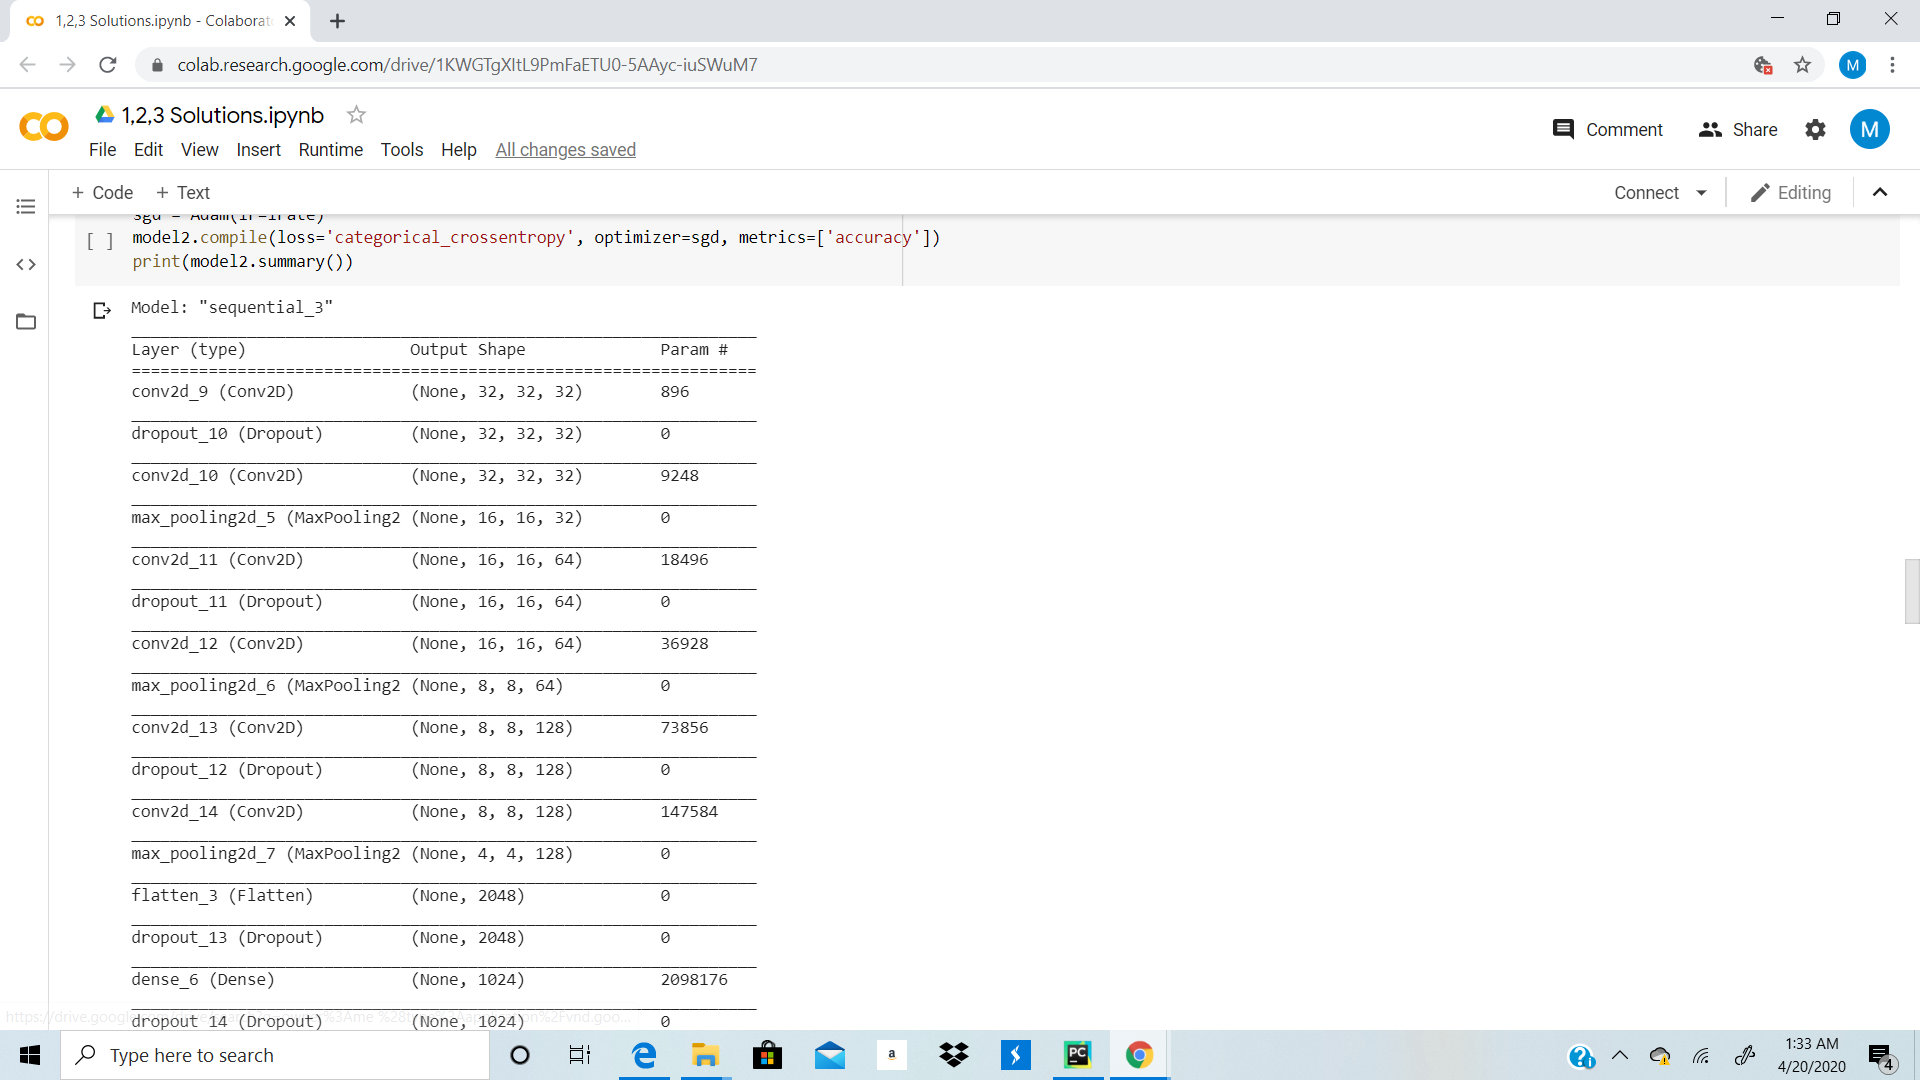 1,2,3 Solutions.ipynb - Colaborat
colab.research.google.com/drive/1KWGTgXItL9PmFaETU0-5AAyc-iuSWuM7
M
1,2,3 Solutions.ipynb
Comment
Share
M
File Edit View Insert Runtime Tools Help All changes saved
+ Code + Text
Connect
Editing
sgd = Adam(lr=lrate)
[ ] model2.compile(loss='categorical_crossentropy', optimizer=sgd, metrics=['accuracy'])
print(model2.summary())
Model: "sequential_3"
Layer (type) Output Shape Param #
=================================================================
conv2d_9 (Conv2D) (None, 32, 32, 32) 896
dropout_10 (Dropout) (None, 32, 32, 32) 0
conv2d_10 (Conv2D) (None, 32, 32, 32) 9248
max_pooling2d_5 (MaxPooling2 (None, 16, 16, 32) 0
conv2d_11 (Conv2D) (None, 16, 16, 64) 18496
dropout_11 (Dropout) (None, 16, 16, 64) 0
conv2d_12 (Conv2D) (None, 16, 16, 64) 36928
max_pooling2d_6 (MaxPooling2 (None, 8, 8, 64) 0
conv2d_13 (Conv2D) (None, 8, 8, 128) 73856
dropout_12 (Dropout) (None, 8, 8, 128) 0
conv2d_14 (Conv2D) (None, 8, 8, 128) 147584
max_pooling2d_7 (MaxPooling2 (None, 4, 4, 128) 0
flatten_3 (Flatten) (None, 2048) 0
dropout_13 (Dropout) (None, 2048) 0
dense_6 (Dense) (None, 1024) 2098176
dropout_14 (Dropout) (None, 1024) 0
Type here to search
a
PC
1:33 AM
4/20/2020
4